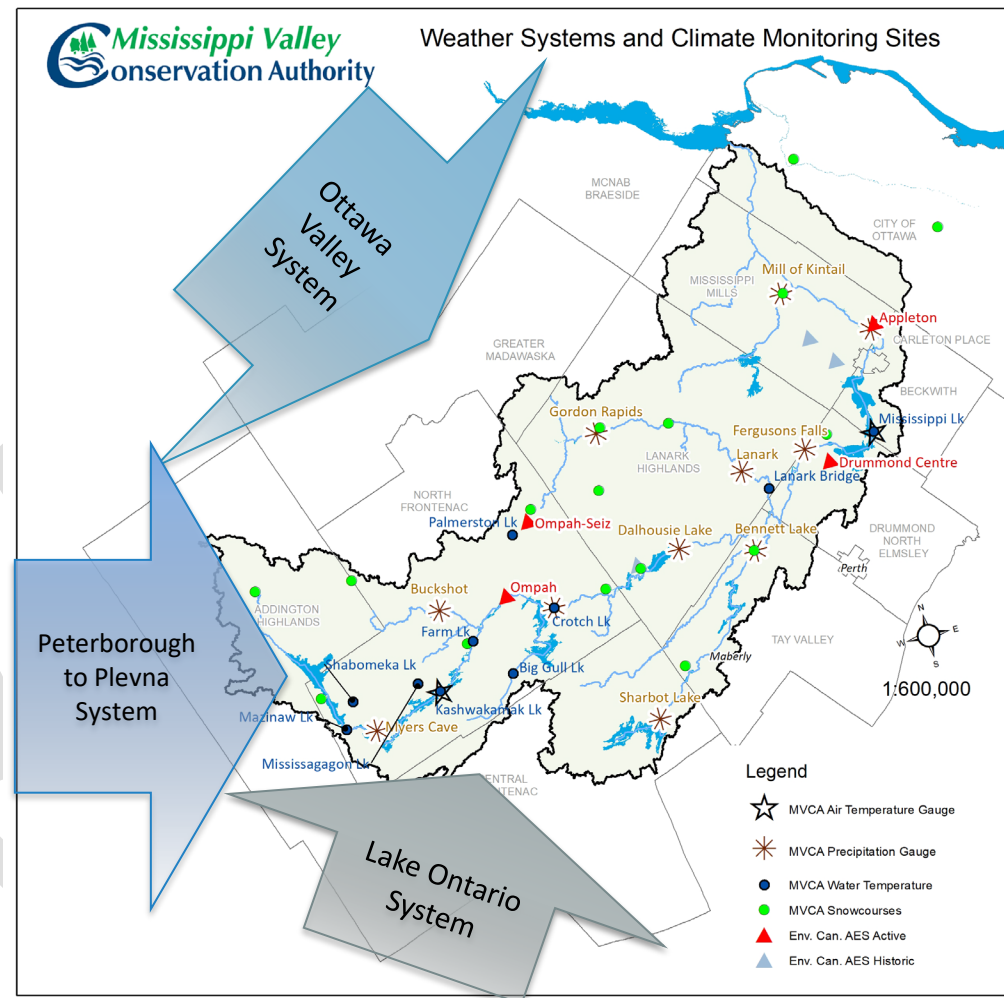 Mississippi Valley
Conservation Authority
Weather Systems and Climate Monitoring Sites
Ottawa
Valley
System
MCNAB
BRAESIDE
CITY OF
OTTAWA
Mill of Kintail
MISSISSIPPI
MILLS
Appleton
CARLETON PLACE
GREATER
MADAWASKA
BECKWITH
Gordon Rapids
Mississippi Lk
Fergusons Falls
Lanark
Drummond Centre
LANARK
HIGHLANDS
Lanark Bridge
NORTH
FRONTENAC
Palmerston Lk
Ompah-Seiz
Dalhousie Lake
Bennett Lake
DRUMMOND
NORTH
ELMSLEY
Perth
Buckshot
Ompah
ADDINGTON
HIGHLANDS
Crotch Lk
Farm Lk
TAY VALLEY
N
W E
S
Maberly
Peterborough
to Plevna
System
Shabomeka Lk
Big Gull Lk
1:600,000
Sharbot Lake
Kashwakamak Lk
Mazinaw Lk
Myers Cave
Mississagagon Lk
CENTRAL
FRONTENAC
Lake Ontario
System
Legend
MVCA Air Temperature Gauge
MVCA Precipitation Gauge
MVCA Water Temperature
MVCA Snowcourses
Env. Can. AES Active
Env. Can. AES Historic